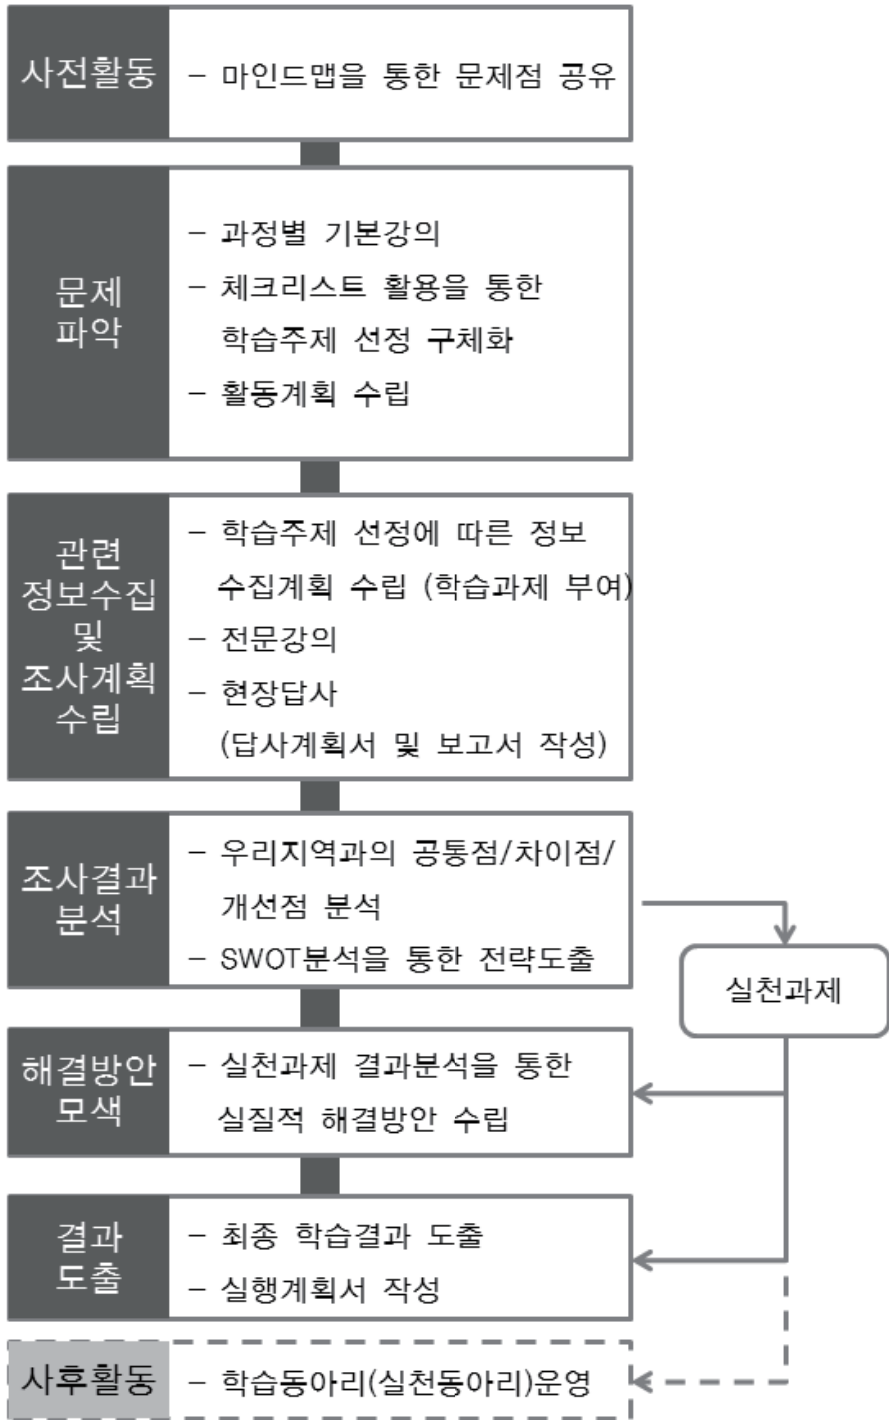 사전활동
– 마인드맵을 통한 문제점 공유
문제
파악
– 과정별 기본강의
– 체크리스트 활용을 통한
학습주제 선정 구체화
– 활동계획 수립
관련
정보수집
및
조사계획
수립
– 학습주제 선정에 따른 정보
수집계획 수립 (학습과제 부여)
– 전문강의
– 현장답사
(답사계획서 및 보고서 작성)
조사결과
분석
– 우리지역과의 공통점/차이점/
개선점 분석
– SWOT분석을 통한 전략도출
실천과제
해결방안
모색
– 실천과제 결과분석을 통한
실질적 해결방안 수립
결과
도출
– 최종 학습결과 도출
– 실행계획서 작성
사후활동
– 학습동아리(실천동아리)운영